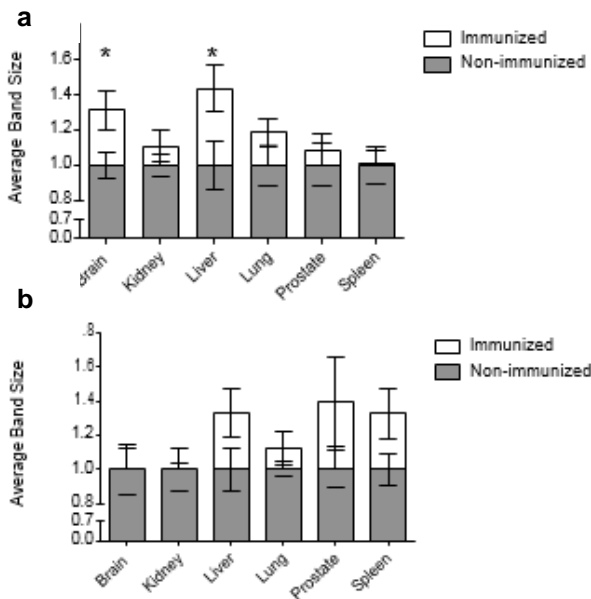 a
Immunized
Non-immunized
Average Band Size
* *
1.6
1.4
1.2
1.0
0.8
0.7
0.0
Brain Kidney Liver Lung Prostate Spleen
b
Immunized
Non-immunized
Average Band Size
.8
1.6
1.4
1.2
1.0
0.8
0.7
0.0
Brain Kidney Liver Lung Prostate Spleen